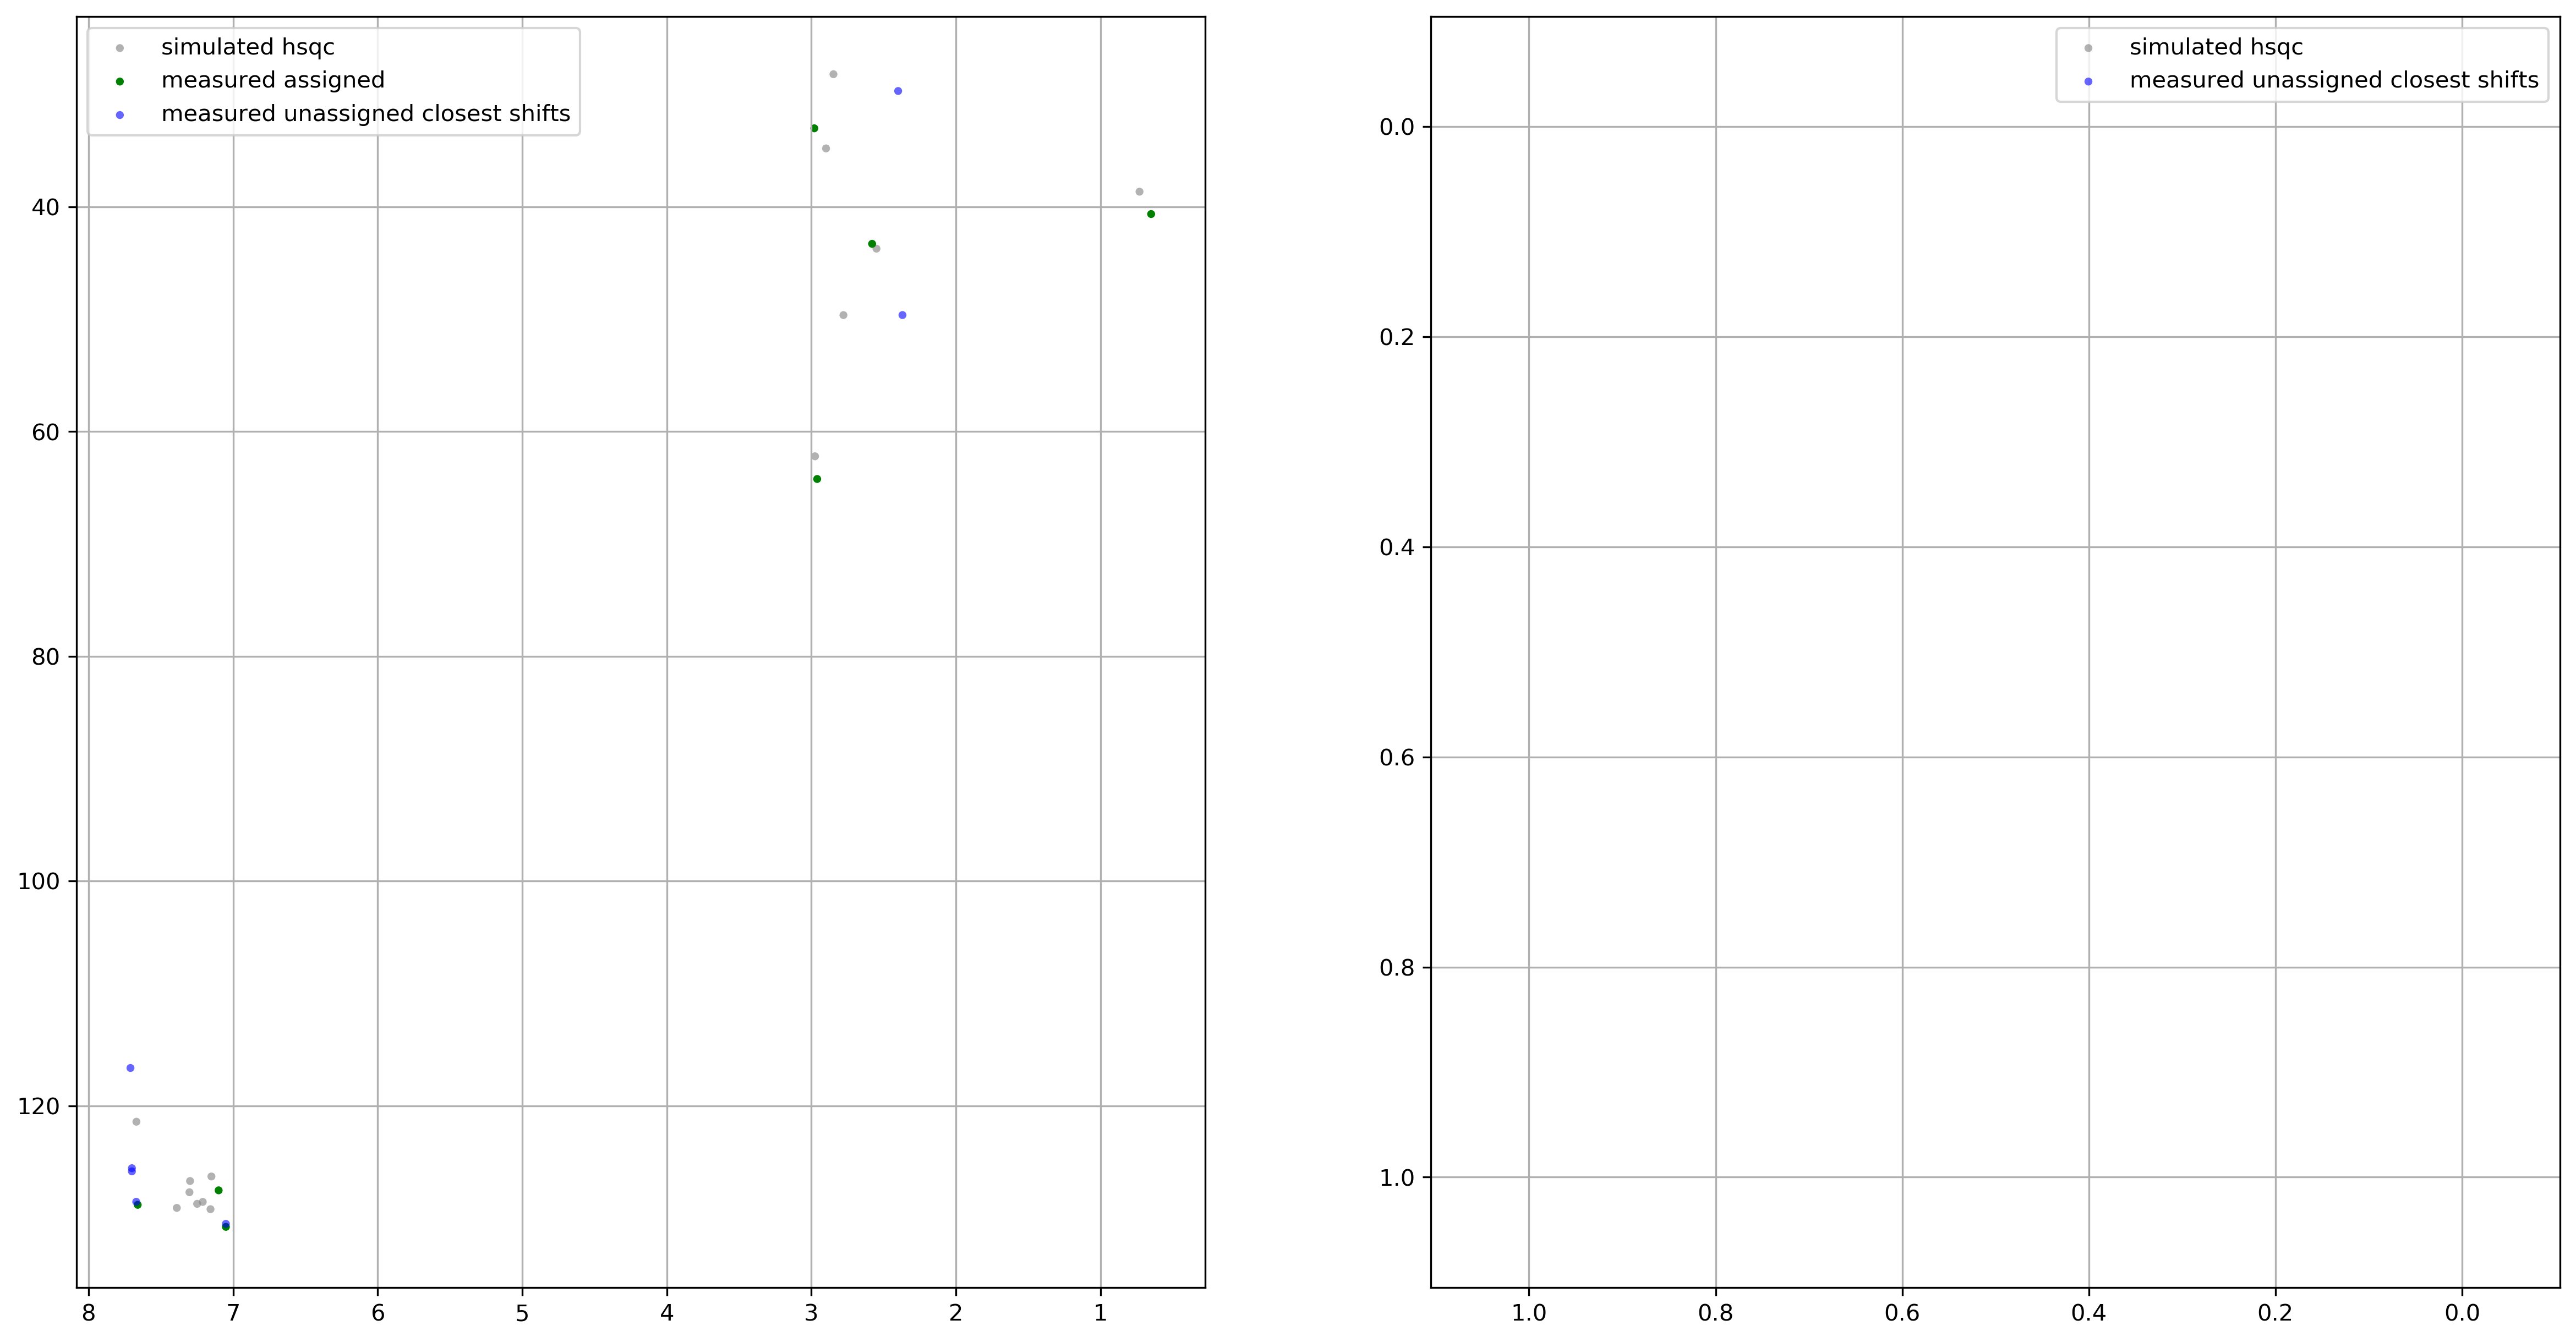 simulated hsqc
measured assigned
measured unassigned closest shifts
40
60
80
100
120
8 7 6 5 4 3 2 1
simulated hsqc
measured unassigned closest shifts
0.0
0.2
0.4
0.6
0.8
1.0
1.0 0.8 0.6 0.4 0.2 0.0